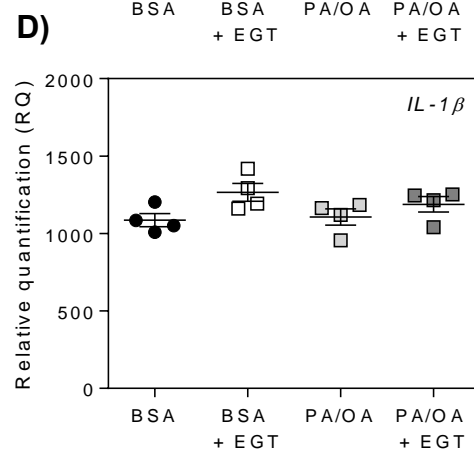 BSA BSA PA/OA PA/OA
+ EGT + EGT
D)
IL-1β
Relative quantification (RQ)
2000
1500
1000
500
0
BSA BSA PA/OA PA/OA
+ EGT + EGT